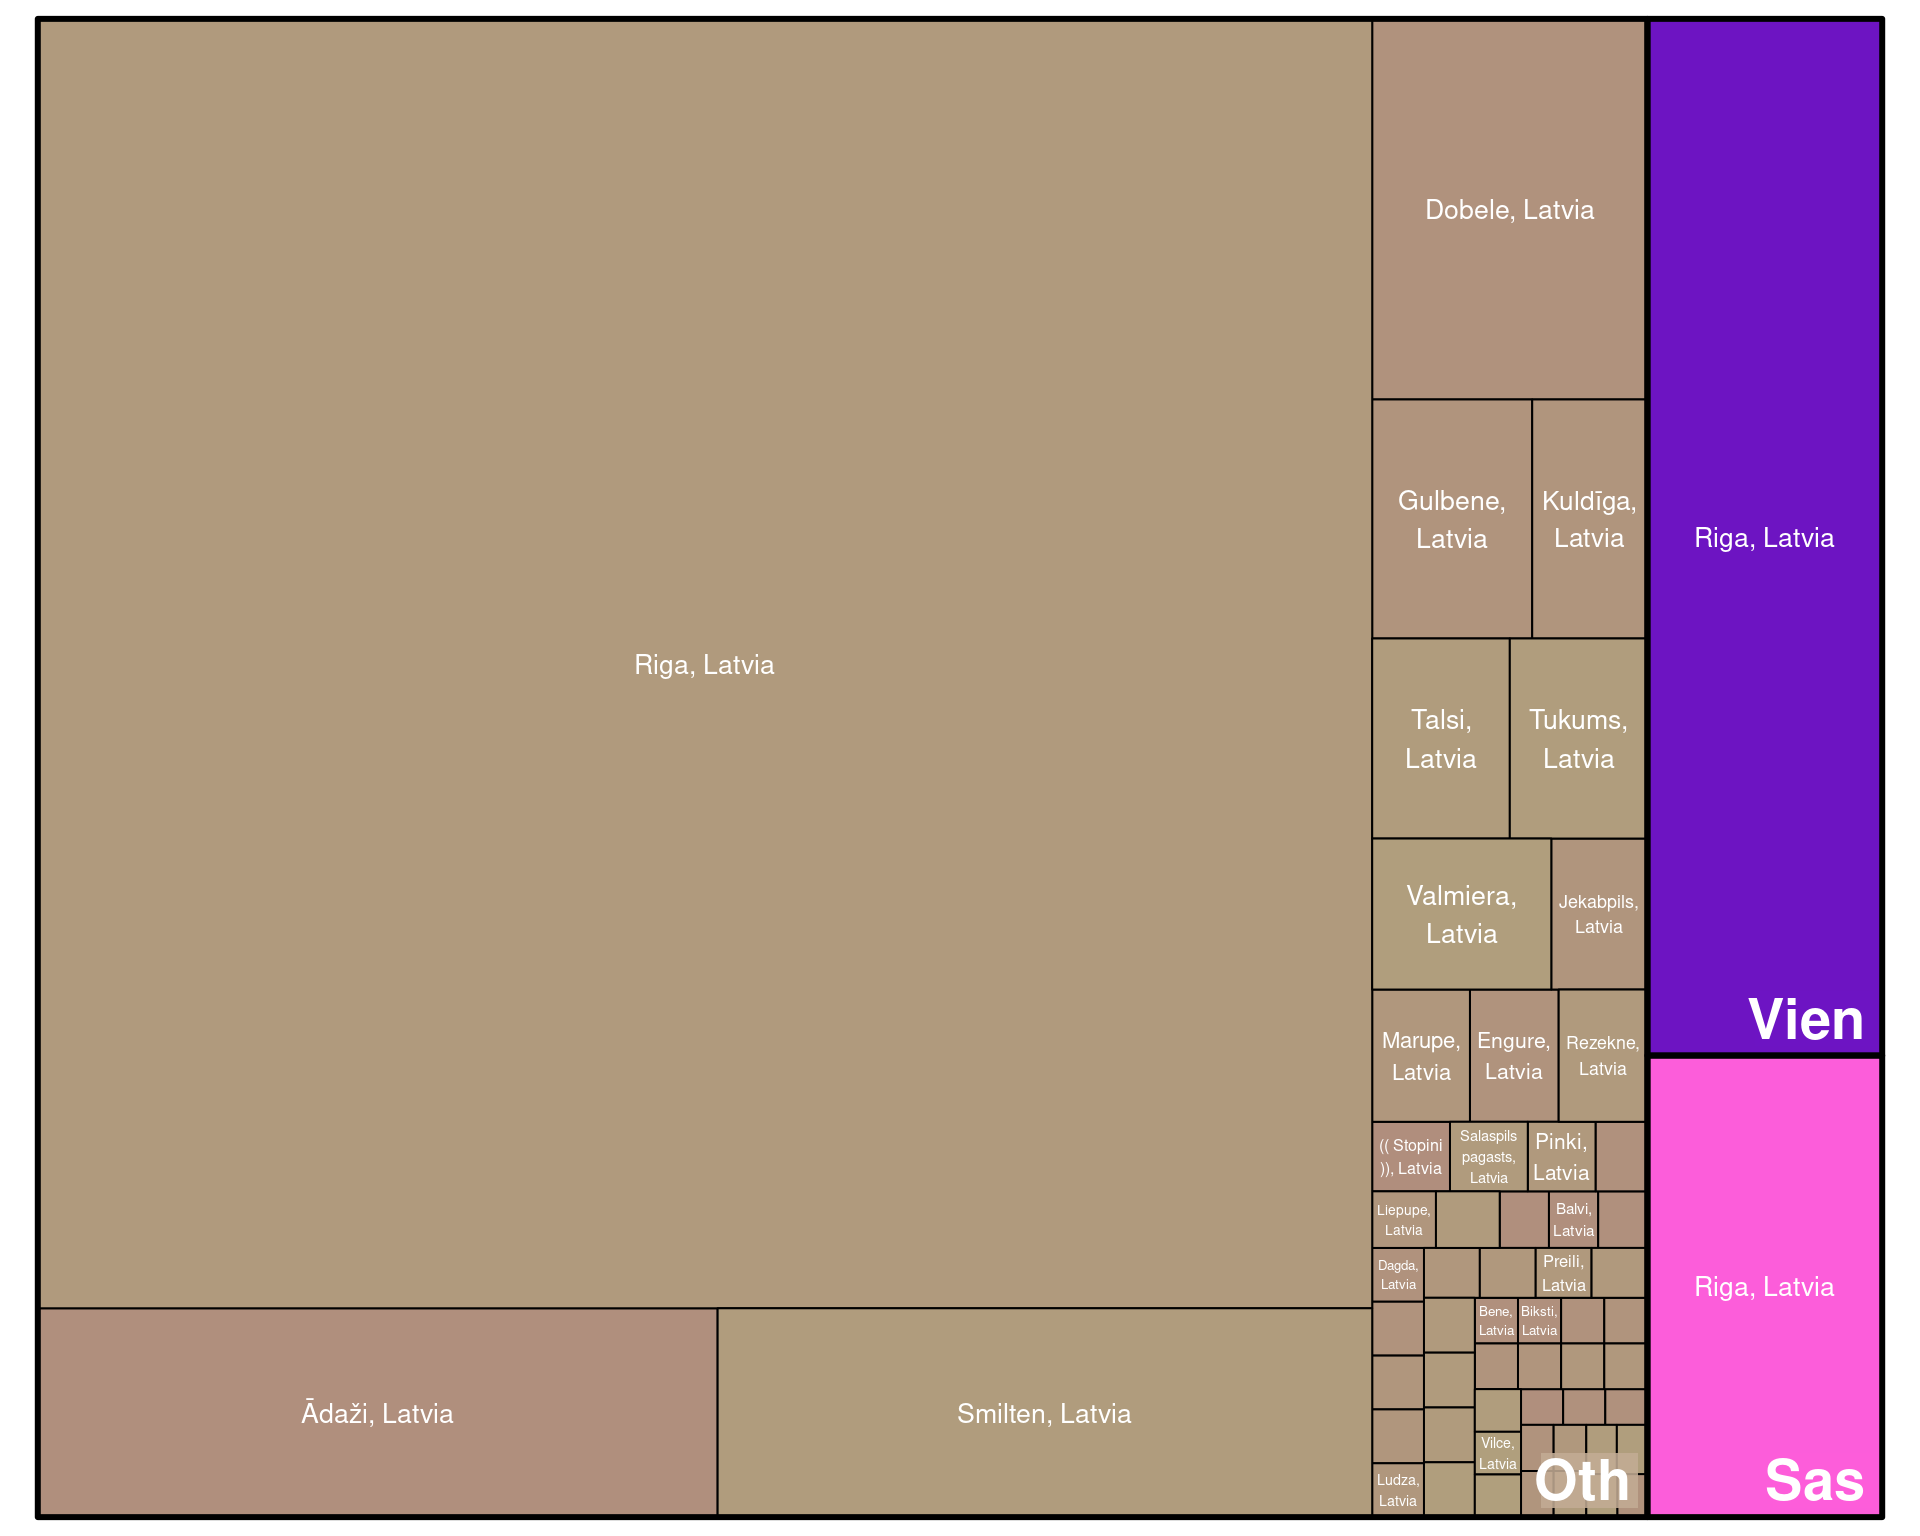 Riga, Latvia
Ādaži, Latvia
Smilten, Latvia
Dobele, Latvia
Gulbene,
Latvia
Kuldīga,
Latvia
Talsi,
Latvia
Tukums,
Latvia
Valmiera,
Latvia
Jekabpils,
Latvia
Marupe,
Latvia
Engure,
Latvia
Rezekne,
Latvia
(( Stopini
)), Latvia
Salaspils
pagasts,
Latvia
Pinki,
Latvia
Liepupe,
Latvia
Balvi,
Latvia
Dagda,
Latvia
Preili,
Latvia
Bene,
Latvia
Biksti,
Latvia
Vilce,
Latvia
Ludza,
Latvia
Oth
Riga, Latvia
Vien
Riga, Latvia
Sas